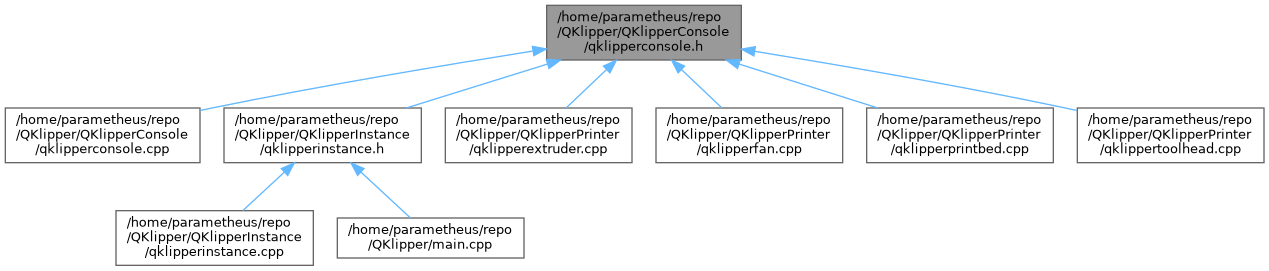 /home/parametheus/repo
/QKlipper/QKlipperConsole
/qklipperconsole.h
/home/parametheus/repo
/QKlipper/QKlipperConsole
/qklipperconsole.cpp
/home/parametheus/repo
/QKlipper/QKlipperInstance
/qklipperinstance.h
/home/parametheus/repo
/QKlipper/QKlipperPrinter
/qklipperextruder.cpp
/home/parametheus/repo
/QKlipper/QKlipperPrinter
/qklipperfan.cpp
/home/parametheus/repo
/QKlipper/QKlipperPrinter
/qklipperprintbed.cpp
/home/parametheus/repo
/QKlipper/QKlipperPrinter
/qklippertoolhead.cpp
/home/parametheus/repo
/QKlipper/QKlipperInstance
/qklipperinstance.cpp
/home/parametheus/repo
/QKlipper/main.cpp